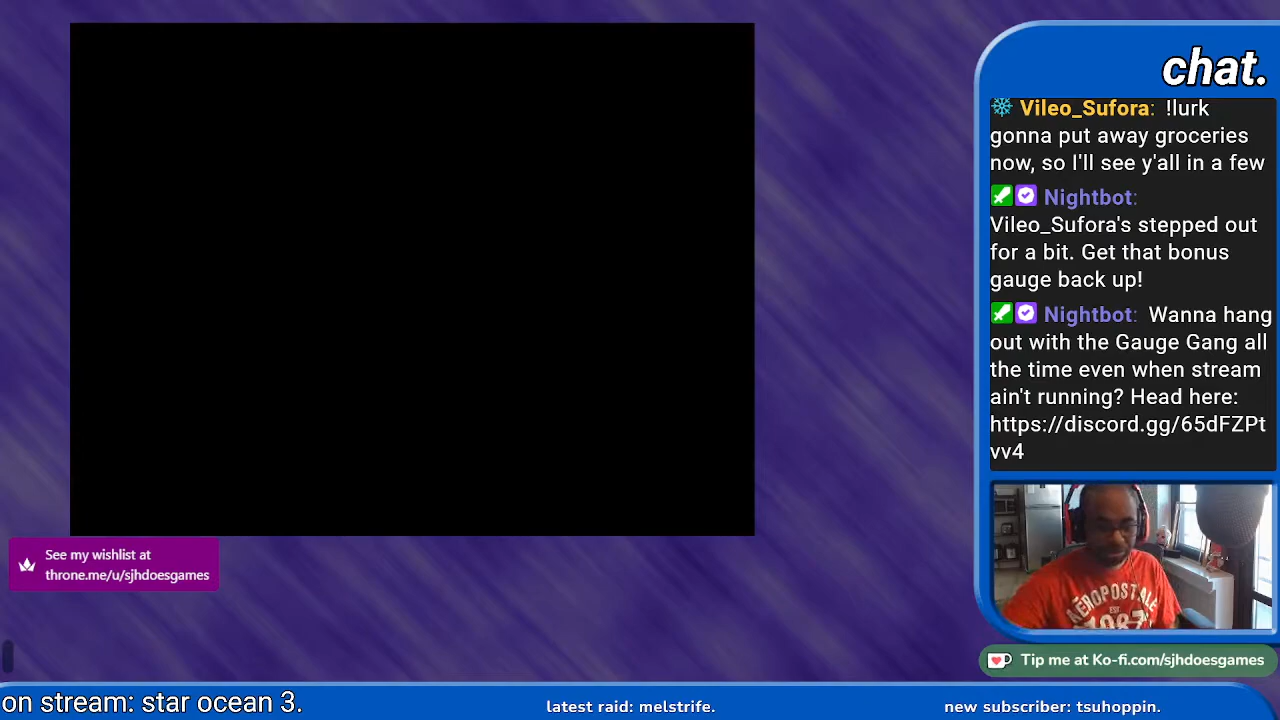 chat.
Vileo_Sufora: !lurk
gonna put away groceries
now, so I'll see y'all in a few
Nightbot:
Vileo_Sufora's stepped out
for a bit. Get that bonus
gauge back up!
Nightbot: Wanna hang
out with the Gauge Gang all
the time even when stream
ain't running? Head here:
https://discord.gg/65dFZPt
vv4
See my wishlist at
throne.me/u/sjhdoesgames
AÉROPOSTALE
EST.
1987
Tip me at Ko-fi.com/sjhdoesgames
on stream: star ocean 3.
latest raid: melstrife.
new subscriber: tsuhoppin.